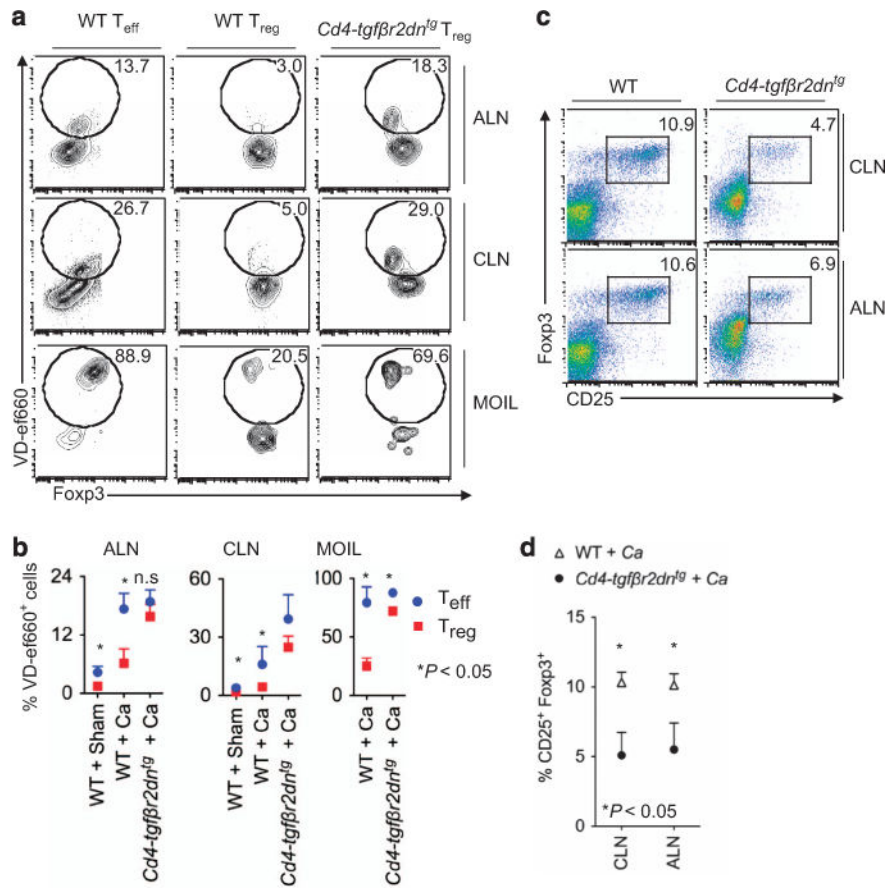 a
WT Teff
WT Treg
Cd4-tgfβr2dntg Treg
13.7
3.0
18.3
ALN
26.7
5.0
29.0
CLN
88.9
20.5
69.6
MOIL
VD-ef660
Foxp3
c
WT
Cd4-tgfβr2dntg
10.9
4.7
CLN
10.6
6.9
ALN
Foxp3
CD25
b
ALN
CLN
MOIL
% VD-ef660+ cells
24
12
0
*
*
n.s
60
30
0
*
*
100
50
0
*
*
Teff
Treg
*P < 0.05
WT + Sham
WT + Ca
Cd4-tgfβr2dntg + Ca
WT + Sham
WT + Ca
Cd4-tgfβr2dntg + Ca
WT + Ca
Cd4-tgfβr2dntg + Ca
d
WT + Ca
Cd4-tgfβr2dntg + Ca
% CD25+ Foxp3+
15
10
5
0
*
*
*P < 0.05
CLN
ALN